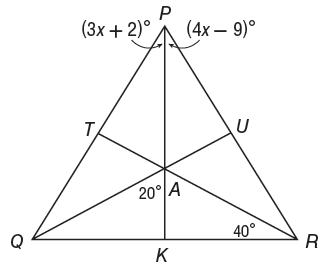 P
(3x + 2)° (4x – 9)°
T U
20° A
40°
Q R
K